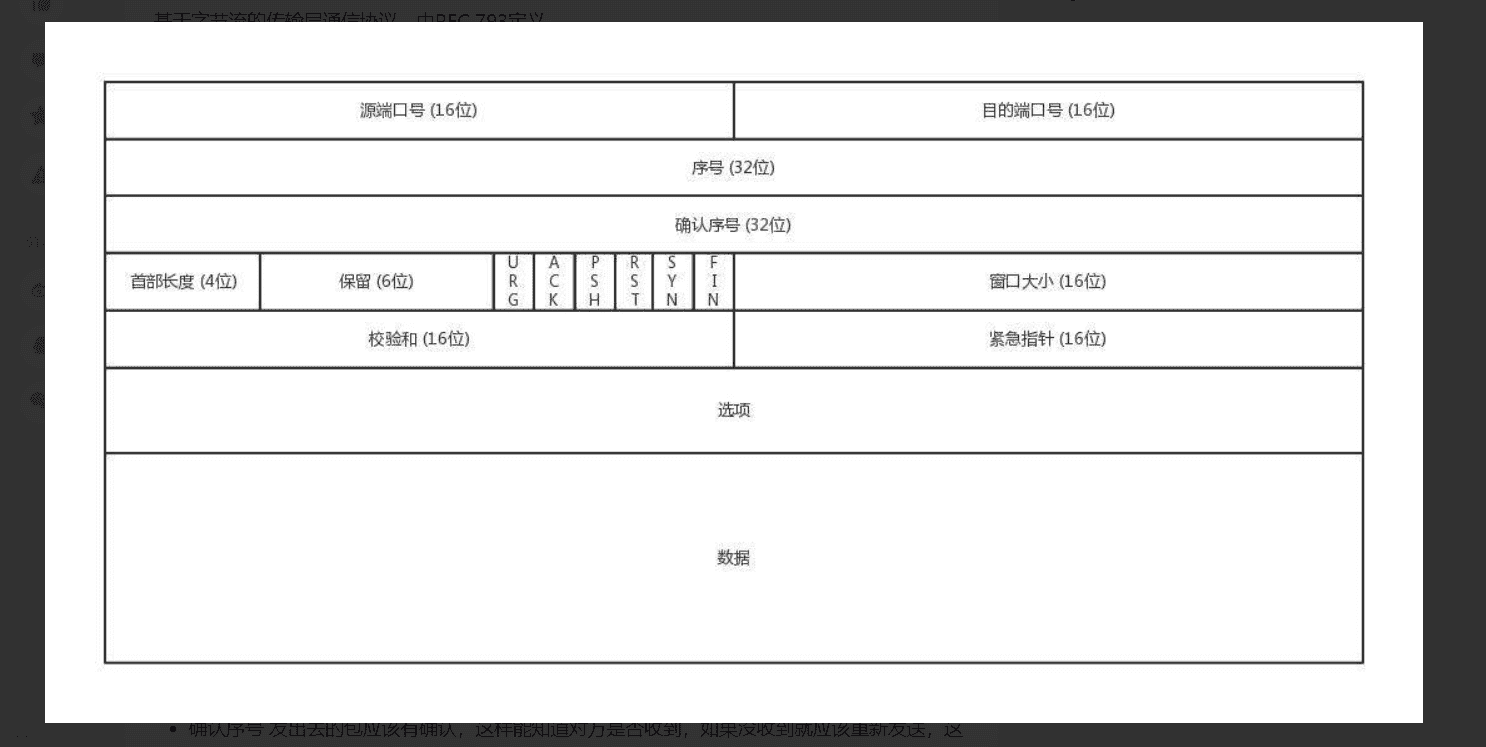 基于字节流的传输层通信协议，由RFC 793定义
源端口号 (16位) 目的端口号 (16位)
序号 (32位)
确认序号 (32位)
首部长度 (4位) 保留 (6位) URG ACK PSH RST SYN FIN 窗口大小 (16位)
校验和 (16位) 紧急指针 (16位)
选项
数据
• 确认序号 发出去的包应该有确认，这样能知道对方是否收到，如果没收到就应该重新发送，这